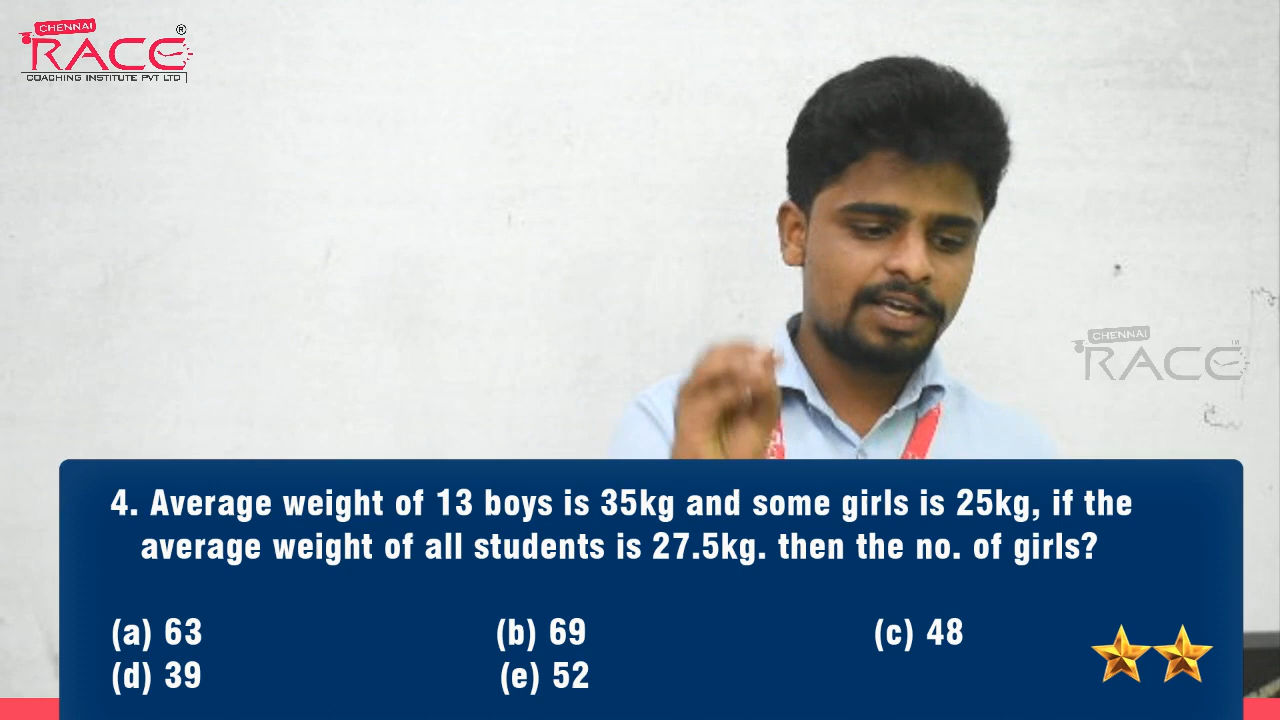 CHENNAI
RACE®
COACHING INSTITUTE PVT LTD
CHENNAI
RACE
4. Average weight of 13 boys is 35kg and some girls is 25kg, if the
average weight of all students is 27.5kg. then the no. of girls?
(a) 63 (b) 69 (c) 48
(d) 39 (e) 52